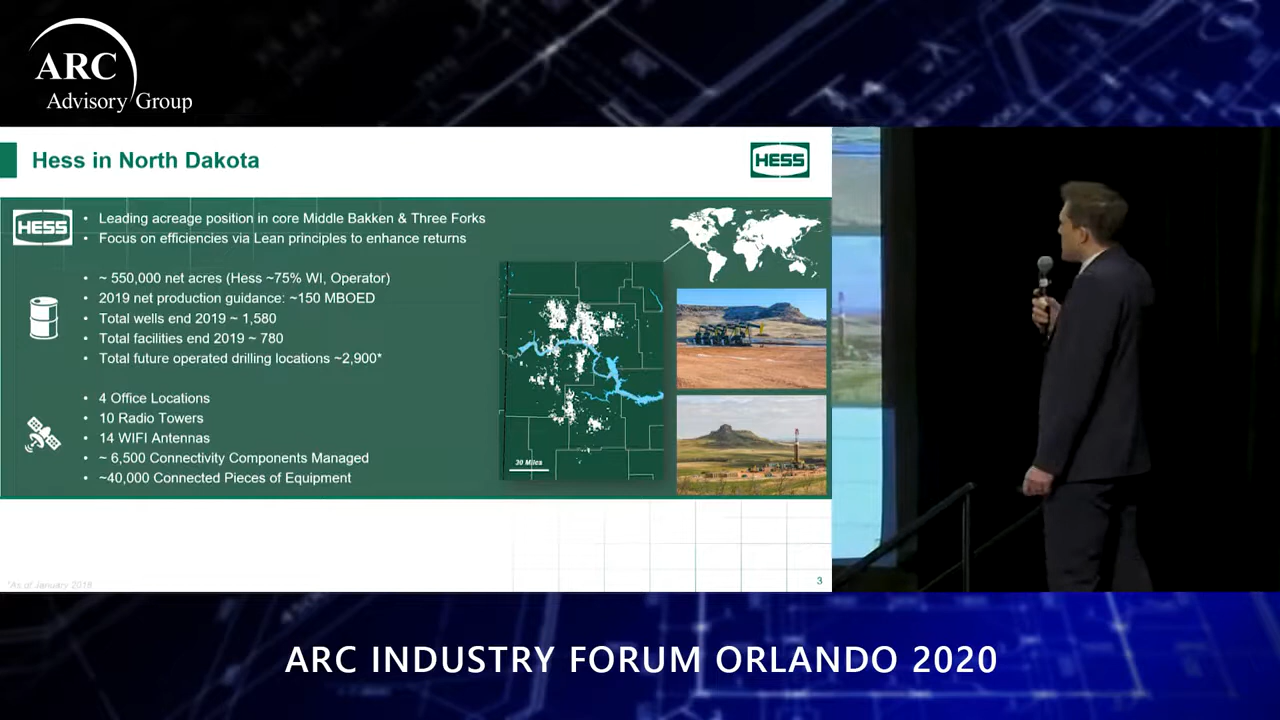 ARC
Advisory Group
Hess in North Dakota
HESS
HESS
• Leading acreage position in core Middle Bakken & Three Forks
• Focus on efficiencies via Lean principles to enhance returns
• ~ 550,000 net acres (Hess ~75% WI, Operator)
• 2019 net production guidance: ~150 MBOED
• Total wells end 2019 ~ 1,580
• Total facilities end 2019 ~ 780
• Total future operated drilling locations ~2,900*
• 4 Office Locations
• 10 Radio Towers
• 14 WIFI Antennas
• ~ 6,500 Connectivity Components Managed
• ~40,000 Connected Pieces of Equipment
30 Miles
*As of January 2018
3
ARC INDUSTRY FORUM ORLANDO 2020